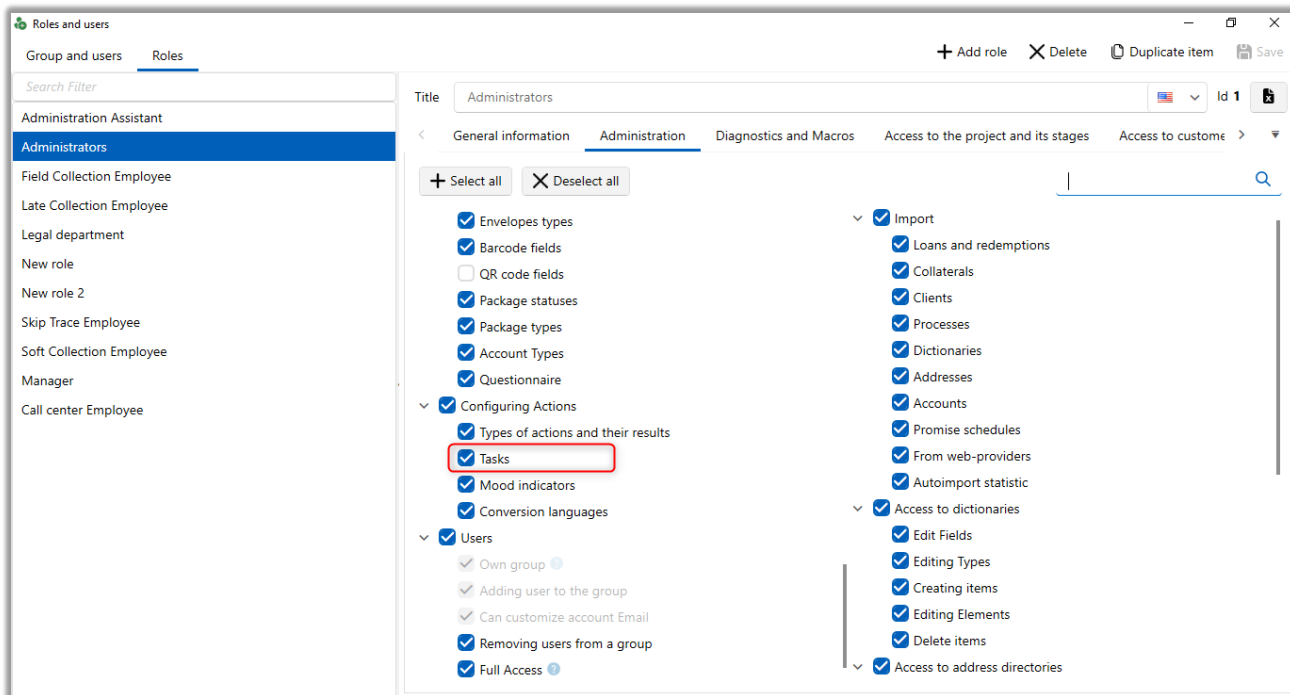 Roles and users
Group and users
Roles
Add role
Delete
Duplicate item
Save
Search Filter
Administration Assistant
Administrators
Field Collection Employee
Late Collection Employee
Legal department
New role
New role 2
Skip Trace Employee
Soft Collection Employee
Manager
Call center Employee
Title
Administrators
Id 1
General information
Administration
Diagnostics and Macros
Access to the project and its stages
Access to custome
Select all
Deselect all
Envelopes types
Barcode fields
QR code fields
Package statuses
Package types
Account Types
Questionnaire
Configuring Actions
Types of actions and their results
Tasks
Mood indicators
Conversion languages
Users
Own group ?
Adding user to the group
Can customize account Email
Removing users from a group
Full Access ?
Import
Loans and redemptions
Collaterals
Clients
Processes
Dictionaries
Addresses
Accounts
Promise schedules
From web-providers
Autoimport statistic
Access to dictionaries
Edit Fields
Editing Types
Creating items
Editing Elements
Delete items
Access to address directories